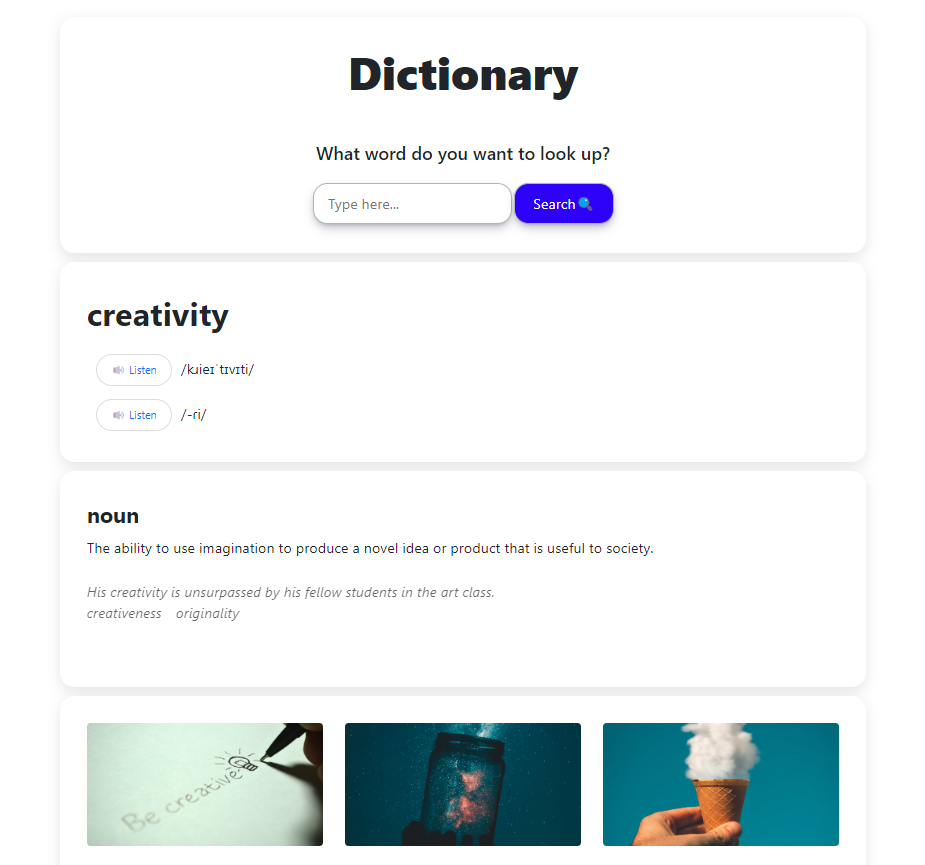 Dictionary
What word do you want to look up?
Type here...
Search🔍
creativity
🔊 Listen /kɹieɪˈtɪvɪti/
🔊 Listen /-ɾi/
noun
The ability to use imagination to produce a novel idea or product that is useful to society.
His creativity is unsurpassed by his fellow students in the art class.
creativeness originality
Be creative